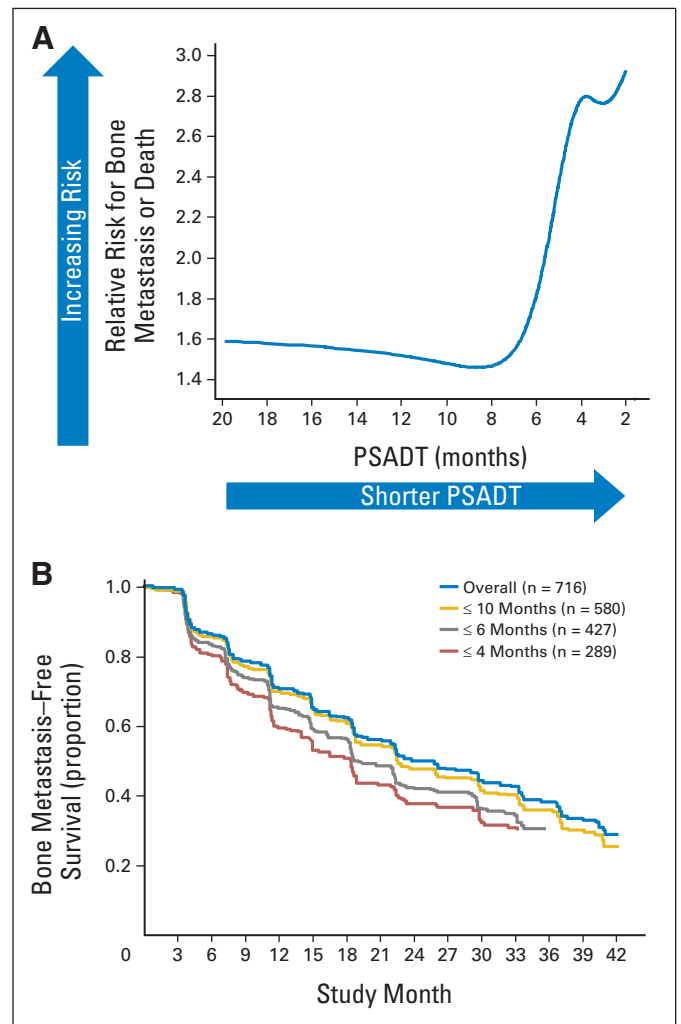 A
Increasing Risk
Relative Risk for Bone
Metastasis or Death
3.0
2.8
2.6
2.4
2.2
2.0
1.8
1.6
1.4
20 18 16 14 12 10 8 6 4 2
PSADT (months)
Shorter PSADT
B
Overall (n = 716)
≤ 10 Months (n = 580)
≤ 6 Months (n = 427)
≤ 4 Months (n = 289)
Bone Metastasis–Free
Survival (proportion)
1.0
0.8
0.6
0.4
0.2
0 3 6 9 12 15 18 21 24 27 30 33 36 39 42
Study Month